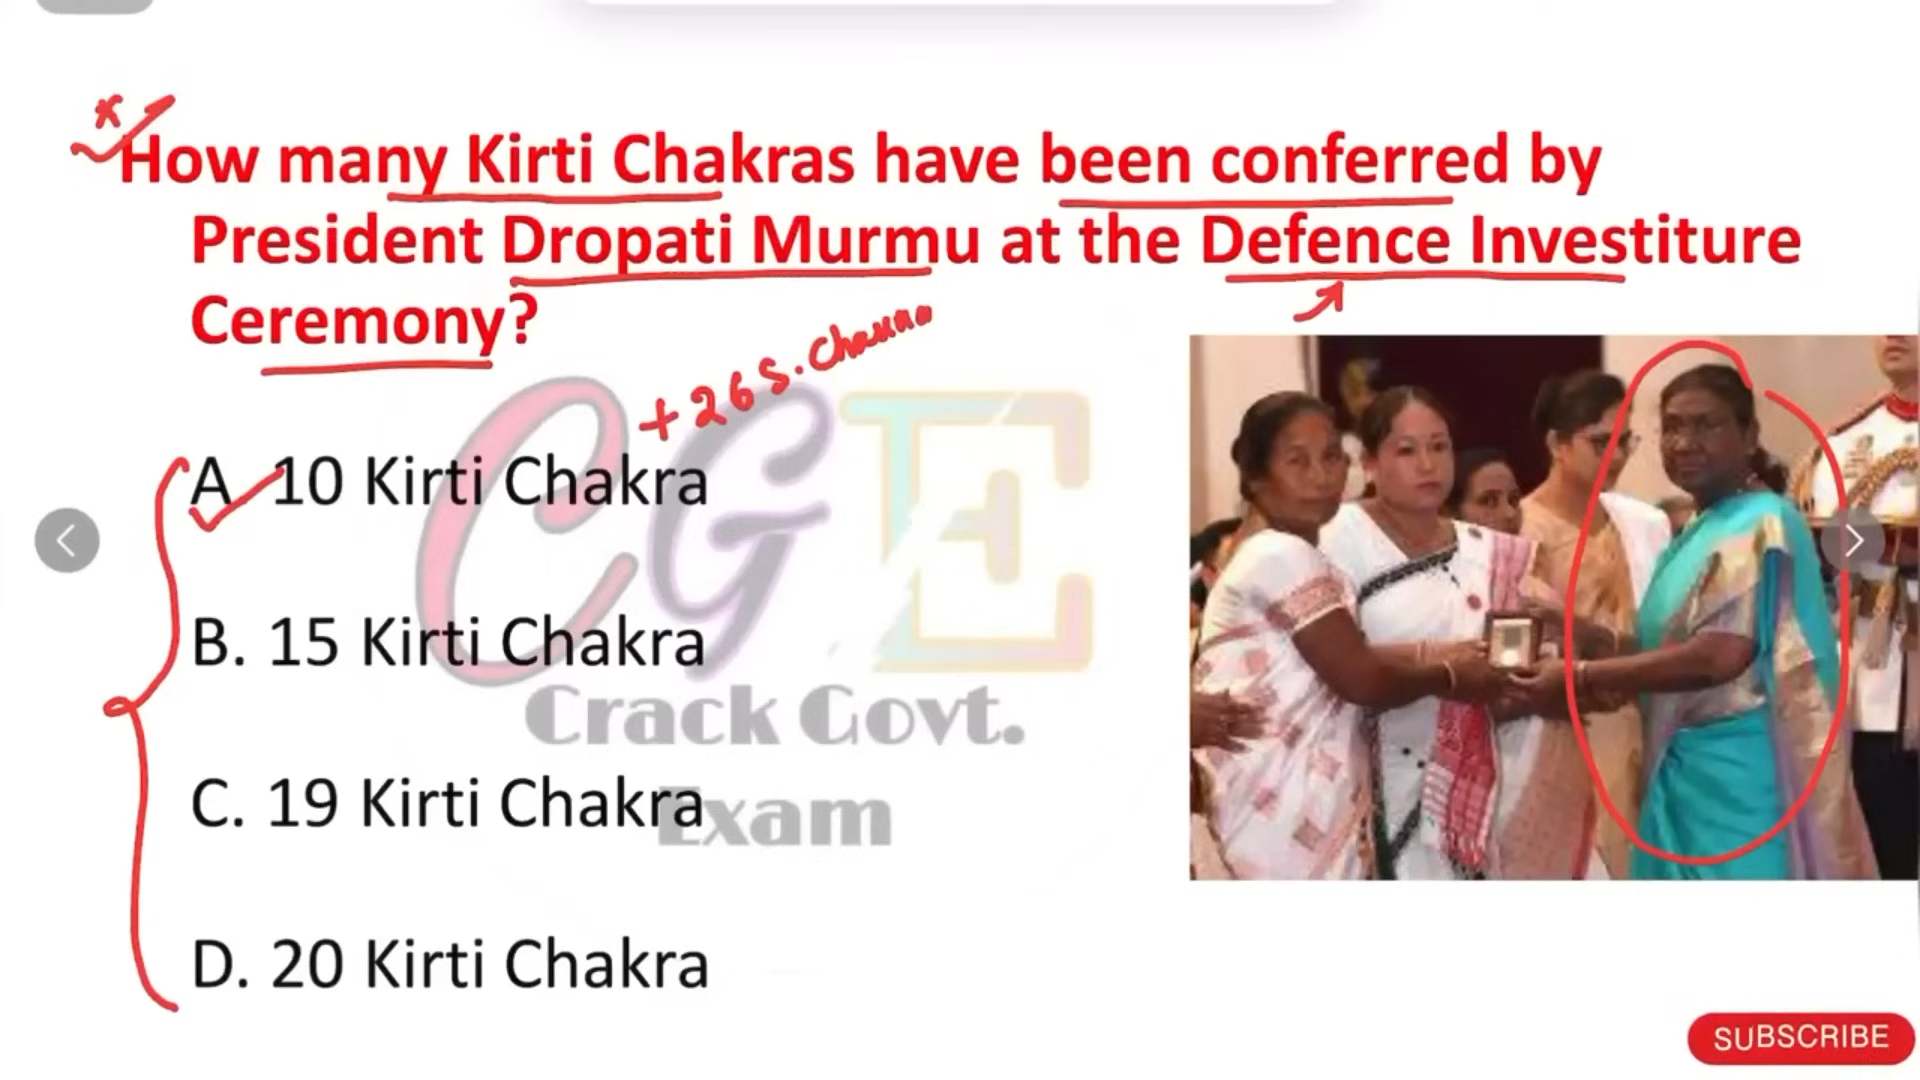 How many Kirti Chakras have been conferred by
President Dropati Murmu at the Defence Investiture
Ceremony?
+ 26 S.
A 10 Kirti Chakra
B. 15 Kirti Chakra
C. 19 Kirti Chakra
D. 20 Kirti Chakra
CGE
Crack Govt.
Exam
SUBSCRIBE